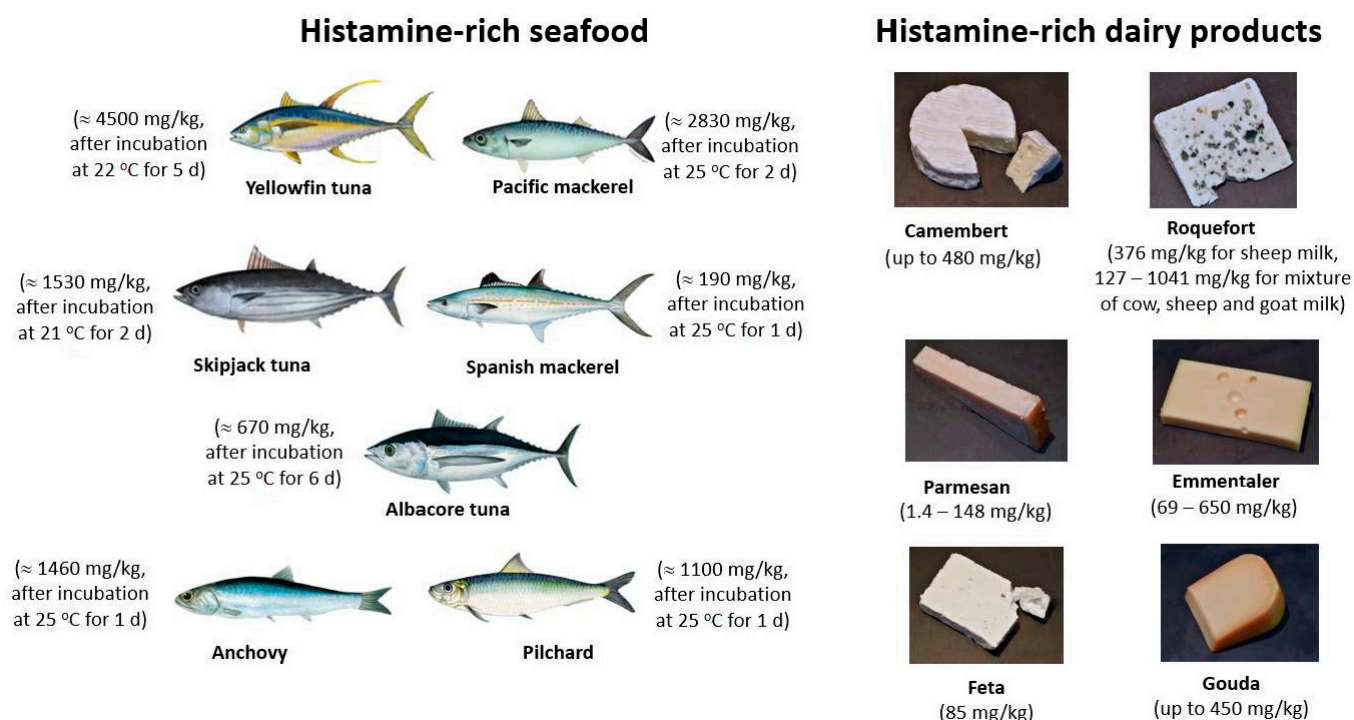 Histamine-rich seafood
(≈ 4500 mg/kg,
after incubation
at 22 °C for 5 d)
Yellowfin tuna
Pacific mackerel
(≈ 2830 mg/kg,
after incubation
at 25 °C for 2 d)
(≈ 1530 mg/kg,
after incubation
at 21 °C for 2 d)
Skipjack tuna
Spanish mackerel
(≈ 190 mg/kg,
after incubation
at 25 °C for 1 d)
(≈ 670 mg/kg,
after incubation
at 25 °C for 6 d)
Albacore tuna
(≈ 1460 mg/kg,
after incubation
at 25 °C for 1 d)
Anchovy
Pilchard
(≈ 1100 mg/kg,
after incubation
at 25 °C for 1 d)
Histamine-rich dairy products
Camembert
(up to 480 mg/kg)
Roquefort
(376 mg/kg for sheep milk,
127 – 1041 mg/kg for mixture
of cow, sheep and goat milk)
Parmesan
(1.4 – 148 mg/kg)
Emmentaler
(69 – 650 mg/kg)
Feta
(85 mg/kg)
Gouda
(up to 450 mg/kg)